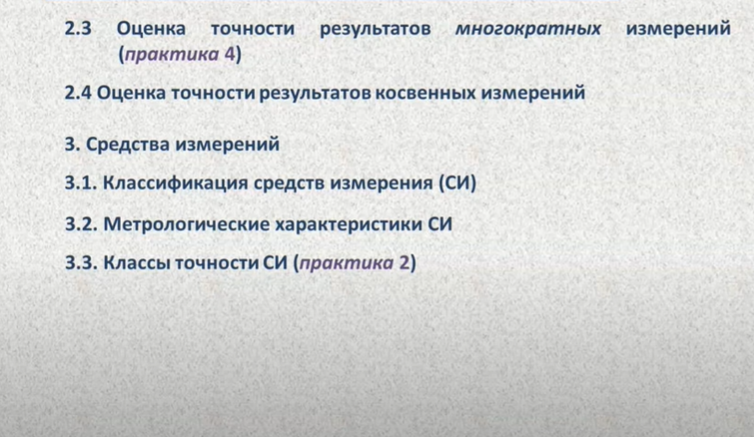 2.3 Оценка точности результатов многократных измерений
(практика 4)
2.4 Оценка точности результатов косвенных измерений
3. Средства измерений
3.1. Классификация средств измерения (СИ)
3.2. Метрологические характеристики СИ
3.3. Классы точности СИ (практика 2)